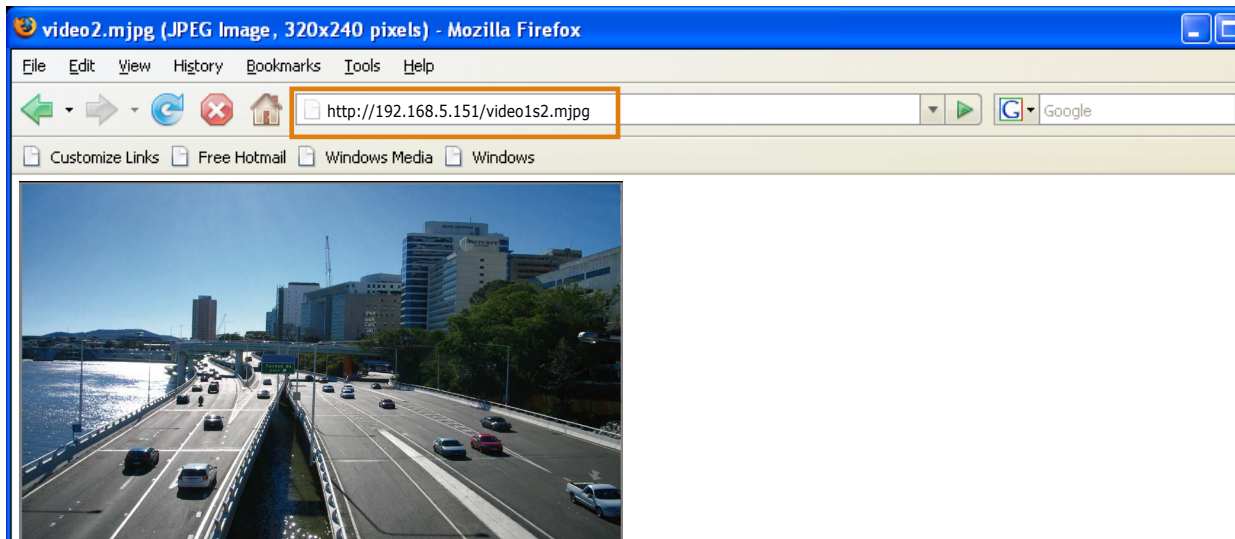 video2.mjpg (JPEG Image, 320x240 pixels) - Mozilla Firefox
File Edit View History Bookmarks Tools Help
http://192.168.5.151/video1s2.mjpg G Google
Customize Links Free Hotmail Windows Media Windows
MERCURE